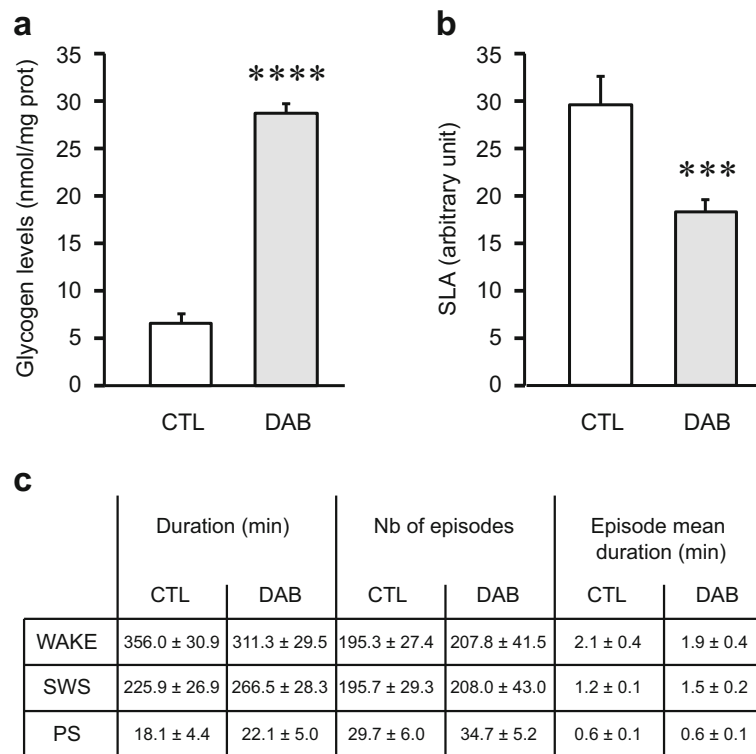 a
Glycogen levels (nmol/mg prot)
35
30
25
20
15
10
5
0
****
CTL DAB
b
SLA (arbitrary unit)
35
30
25
20
15
10
5
0
***
CTL DAB
c
Duration (min) Nb of episodes Episode mean
duration (min)
CTL DAB CTL DAB CTL DAB
WAKE 356.0 ± 30.9 311.3 ± 29.5 195.3 ± 27.4 207.8 ± 41.5 2.1 ± 0.4 1.9 ± 0.4
SWS 225.9 ± 26.9 266.5 ± 28.3 195.7 ± 29.3 208.0 ± 43.0 1.2 ± 0.1 1.5 ± 0.2
PS 18.1 ± 4.4 22.1 ± 5.0 29.7 ± 6.0 34.7 ± 5.2 0.6 ± 0.1 0.6 ± 0.1